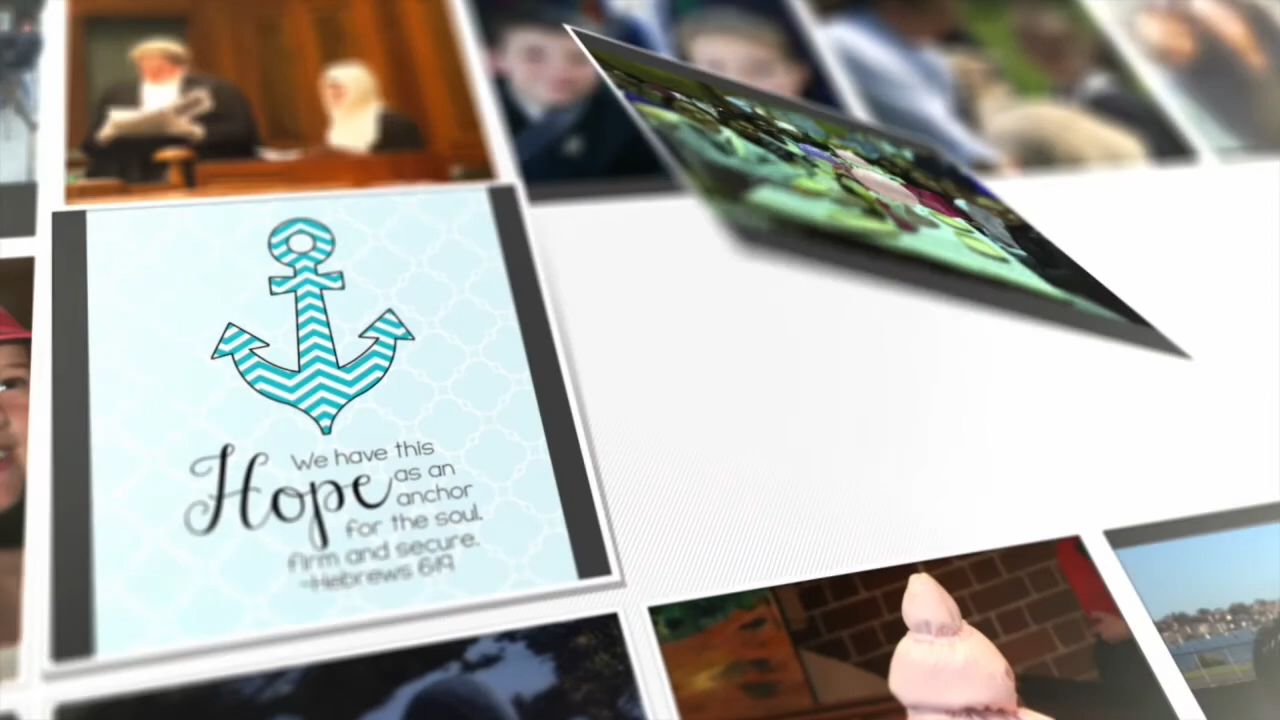 We have this
Hope as an
anchor
for the soul,
firm and secure.
~Hebrews 6:19